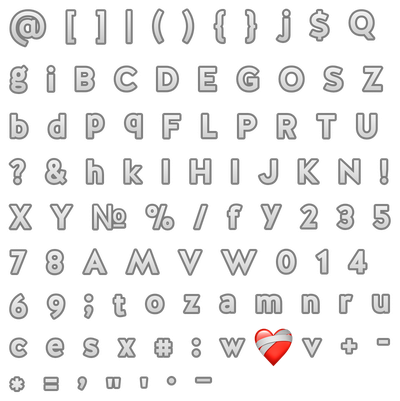 @ [ ] | ( ) { } j $ Q
g i B C D E G O S Z
b d p q F L P R T U
? & h k l H I J K N !
X Y № % / f y 2 3 5
7 8 A M V W 0 1 4
6 9 ; t o z a m n r u
c e s x # : w ❤️‍🩹 v + -
* = , " ' · –